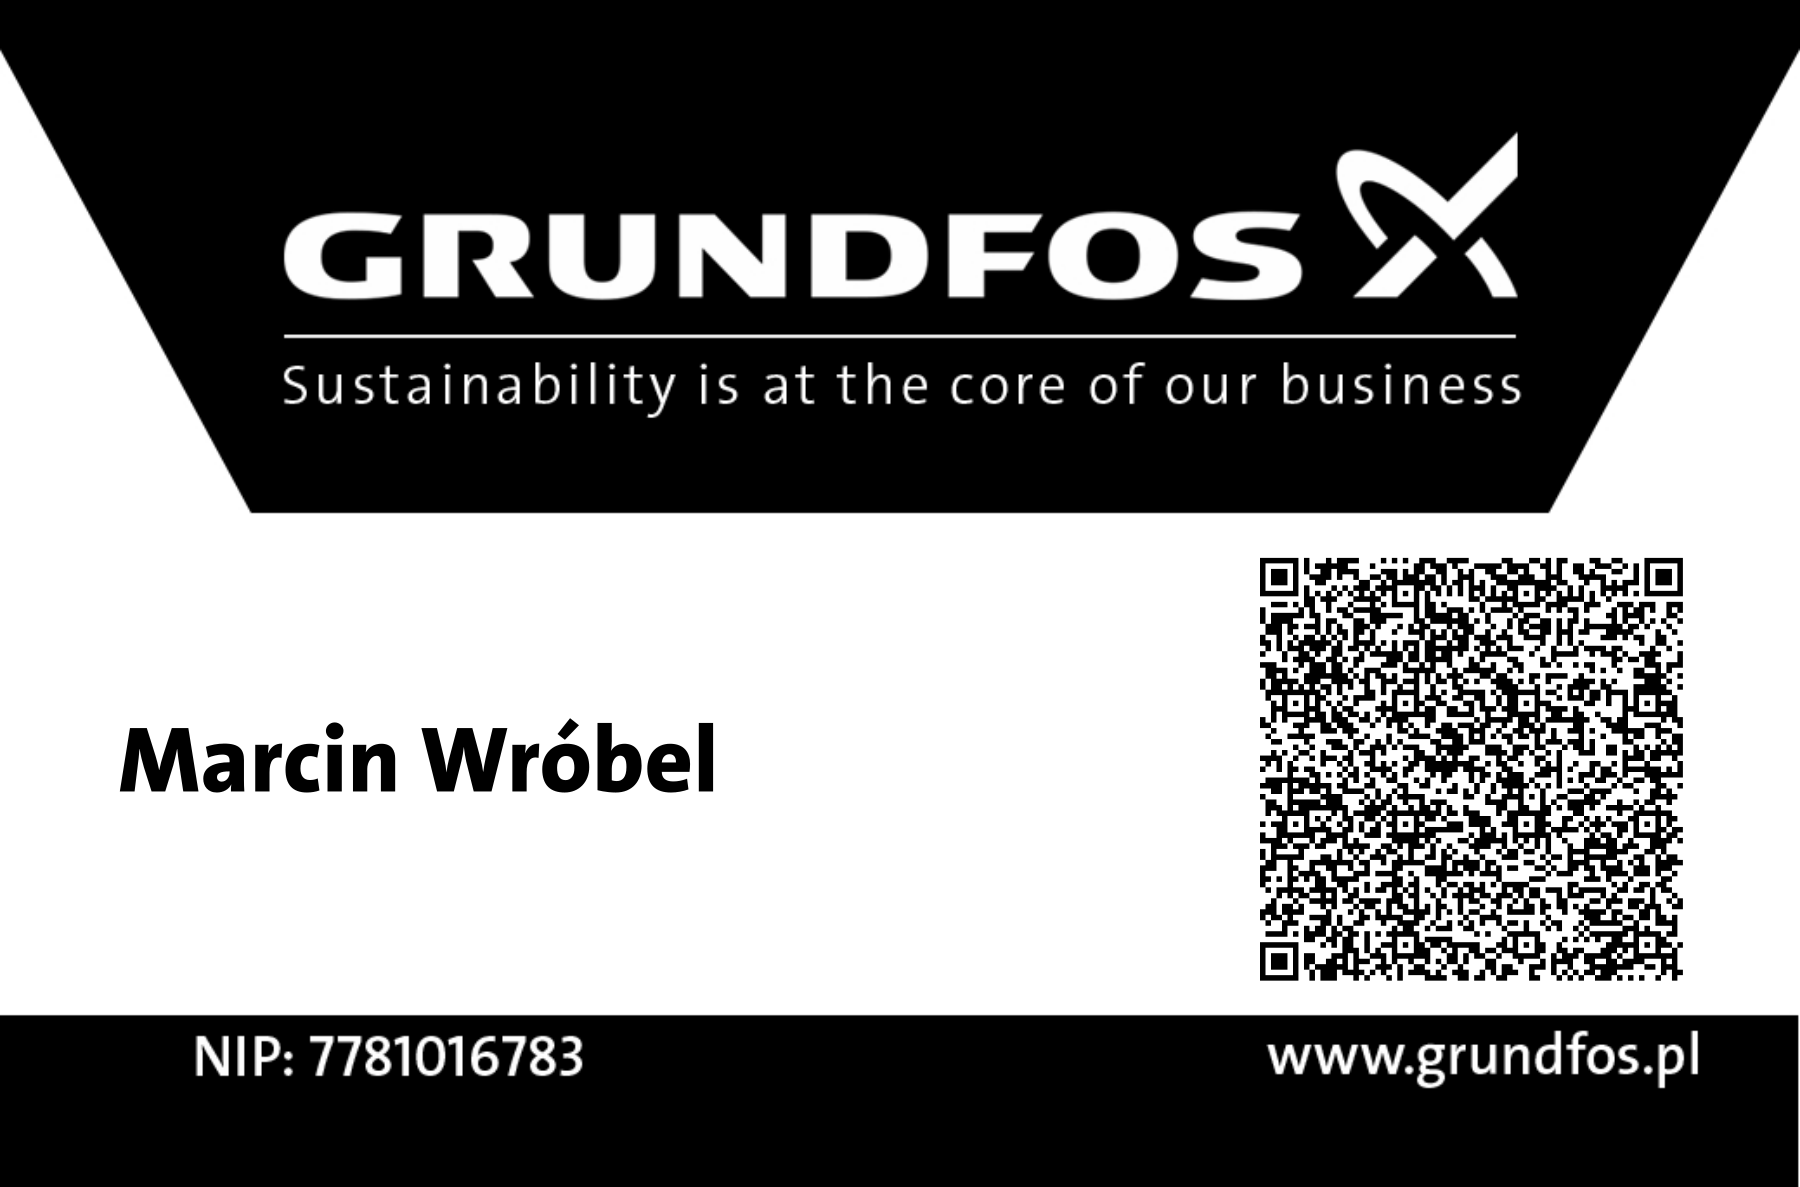 GRUNDFOS
Sustainability is at the core of our business
Marcin Wróbel
NIP: 7781016783
www.grundfos.pl